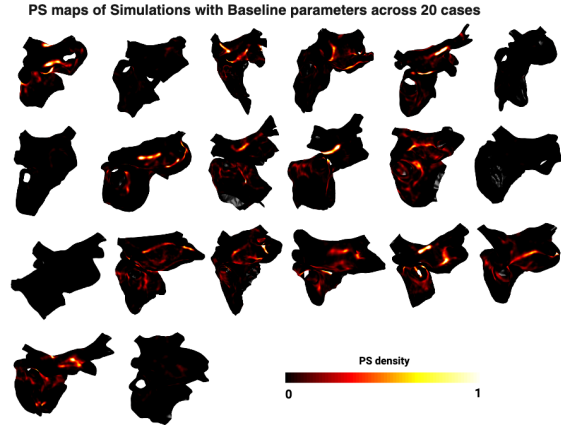 PS maps of Simulations with Baseline parameters across 20 cases
PS density
0 1